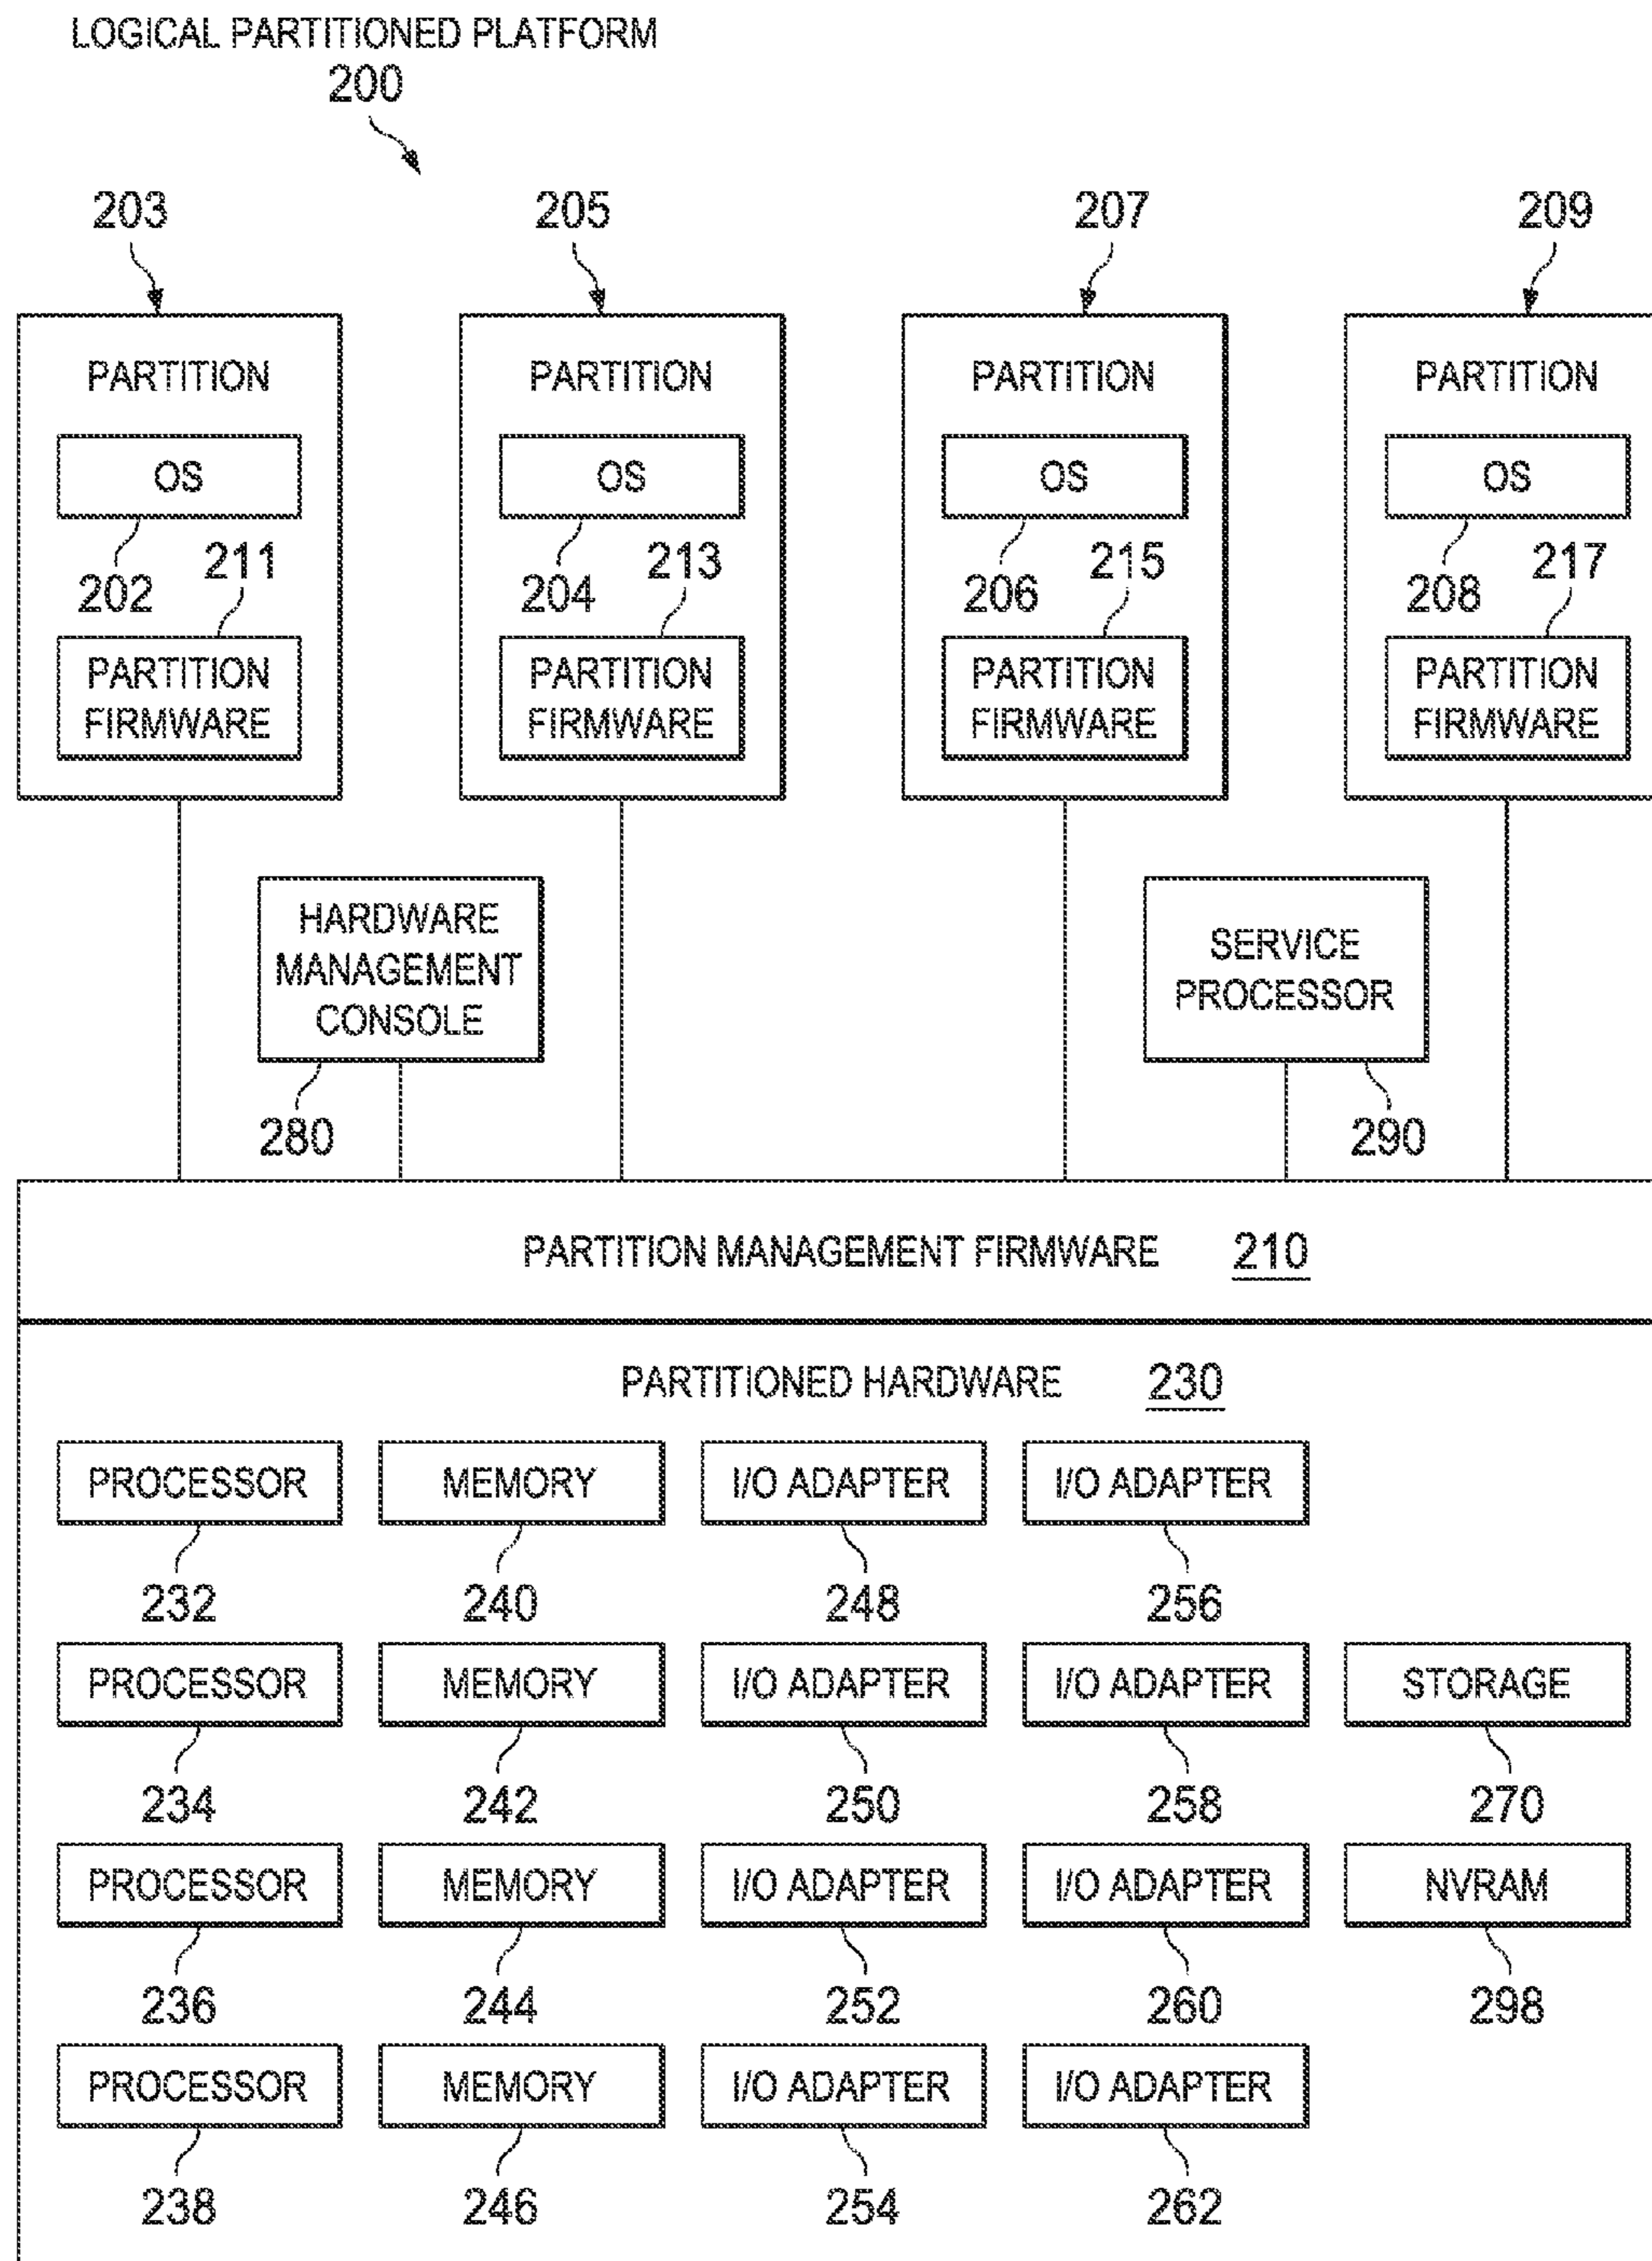 LOGICAL PARTITIONED PLATFORM
200
203 205 207 209
PARTITION PARTITION PARTITION PARTITION
OS OS OS OS
211 213 215 217
202 204 206 208
PARTITION PARTITION PARTITION PARTITION
FIRMWARE FIRMWARE FIRMWARE FIRMWARE
HARDWARE
MANAGEMENT
CONSOLE
SERVICE
PROCESSOR
280 290
PARTITION MANAGEMENT FIRMWARE 210
PARTITIONED HARDWARE 230
PROCESSOR MEMORY I/O ADAPTER I/O ADAPTER
232 240 248 256
PROCESSOR MEMORY I/O ADAPTER I/O ADAPTER STORAGE
234 242 250 258 270
PROCESSOR MEMORY I/O ADAPTER I/O ADAPTER NVRAM
236 244 252 260 298
PROCESSOR MEMORY I/O ADAPTER I/O ADAPTER
238 246 254 262